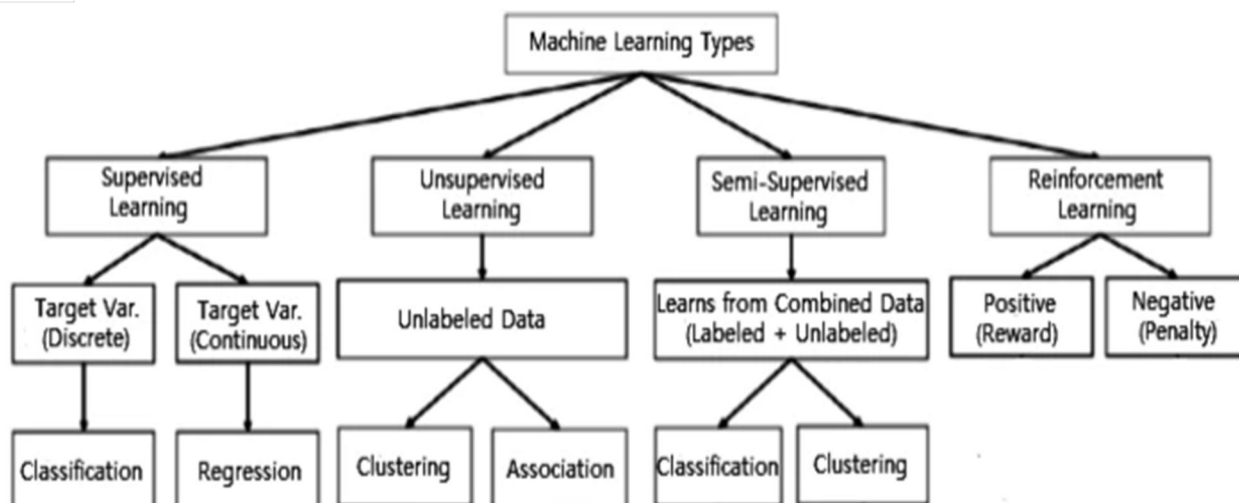 Machine Learning Types
Supervised
Learning
Unsupervised
Learning
Semi-Supervised
Learning
Reinforcement
Learning
Target Var.
(Discrete)
Target Var.
(Continuous)
Unlabeled Data
Learns from Combined Data
(Labeled + Unlabeled)
Positive
(Reward)
Negative
(Penalty)
Classification
Regression
Clustering
Association
Classification
Clustering